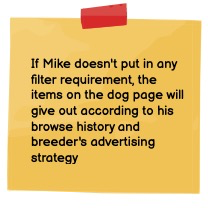 If Mike doesn't put in any
filter requirement, the
items on the dog page will
give out according to his
browse history and
breeder's advertising
strategy